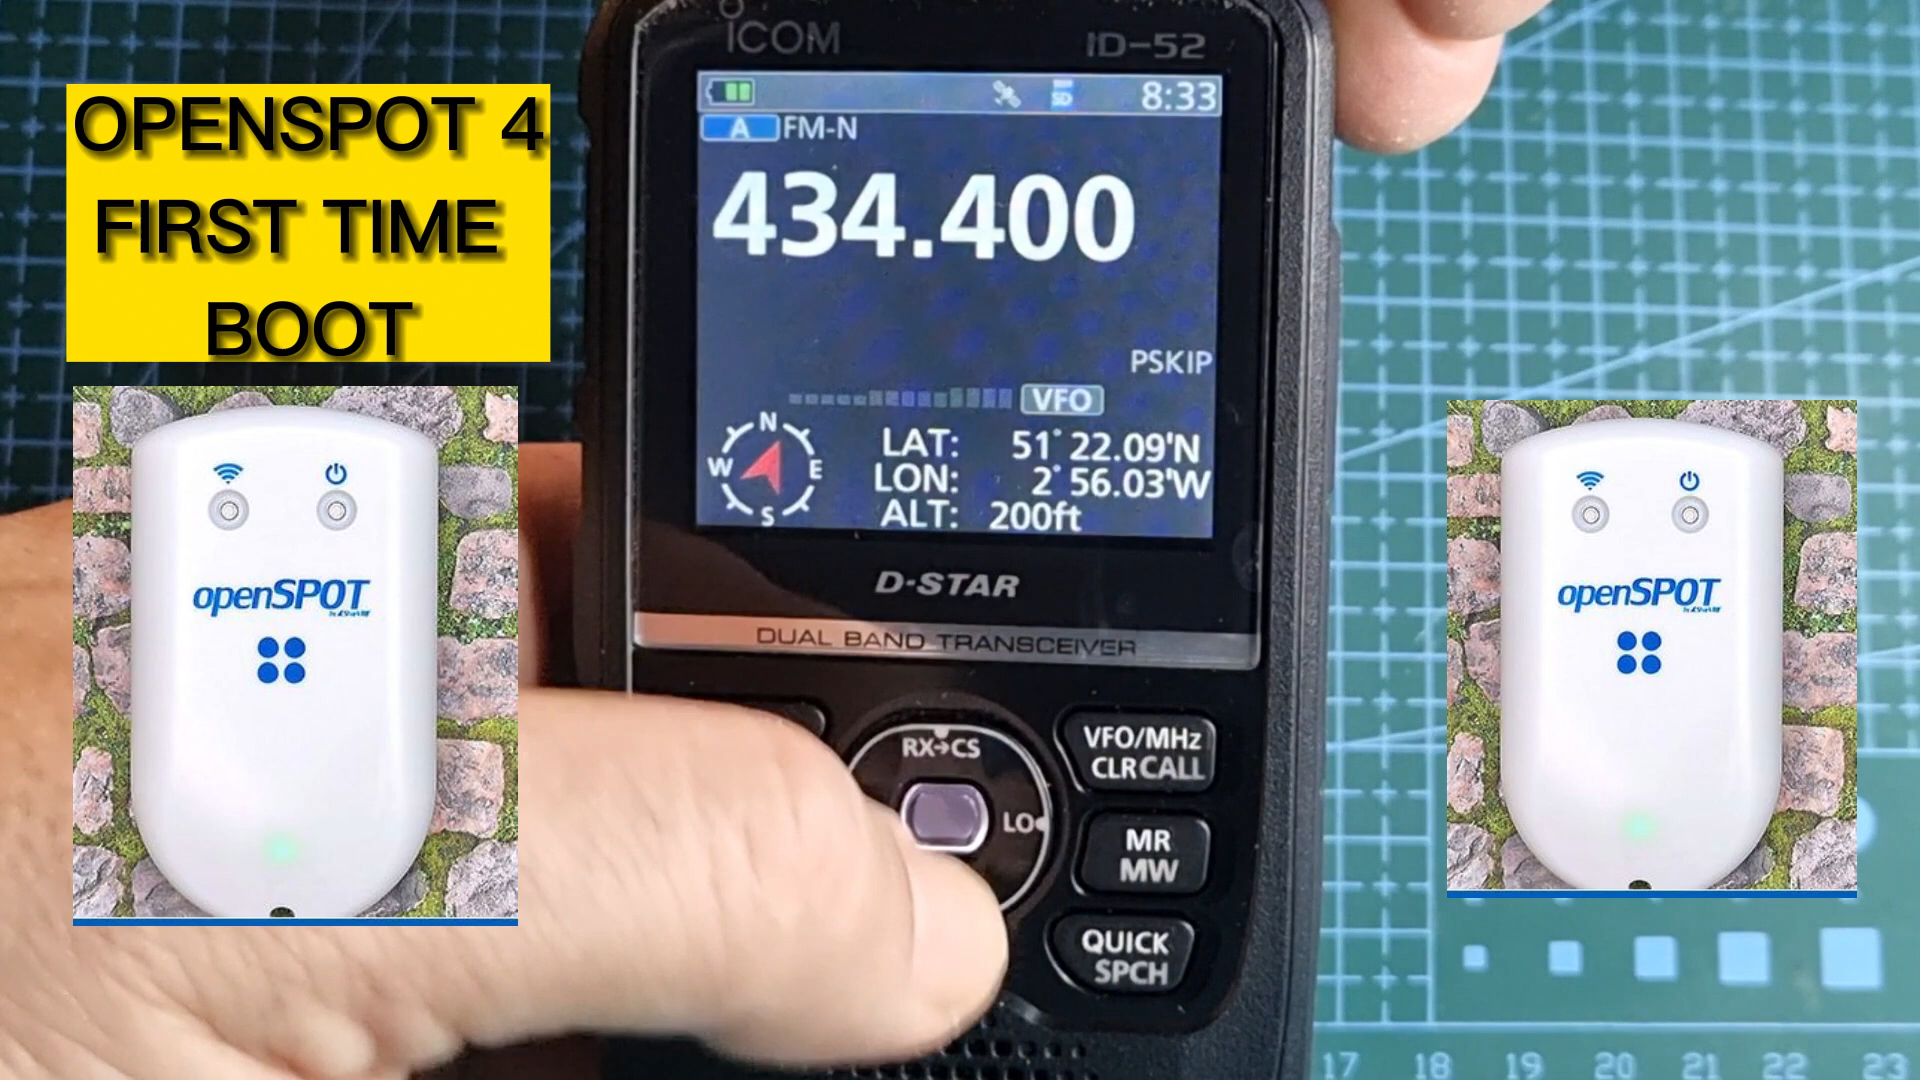 OPENSPOT 4
FIRST TIME
BOOT
ICOM
ID-52
SD
8:33
A FM-N
434.400
PSKIP
VFO
N
W E
S
LAT: 51° 22.09'N
LON: 2° 56.03'W
ALT: 200ft
D-STAR
DUAL BAND TRANSCEIVER
RX→CS
LO
VFO/MHz
CLR CALL
MR
MW
QUICK
SPCH
openSPOT
openSPOT
17 18 19 20 21 22 23